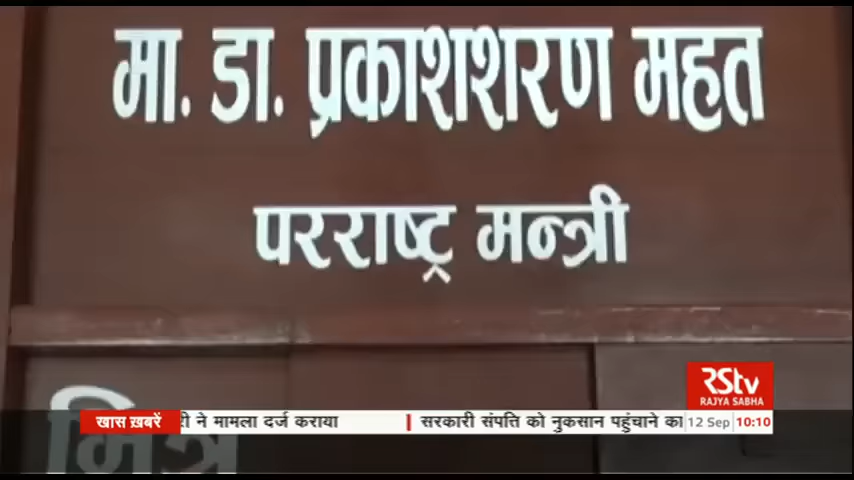 मा. डा. प्रकाशशरण महत
परराष्ट्र मन्त्री
RStv
RAJYA SABHA
खास ख़बरें
ने मामला दर्ज कराया | सरकारी संपत्ति को नुकसान पहुंचाने का
12 Sep 10:10